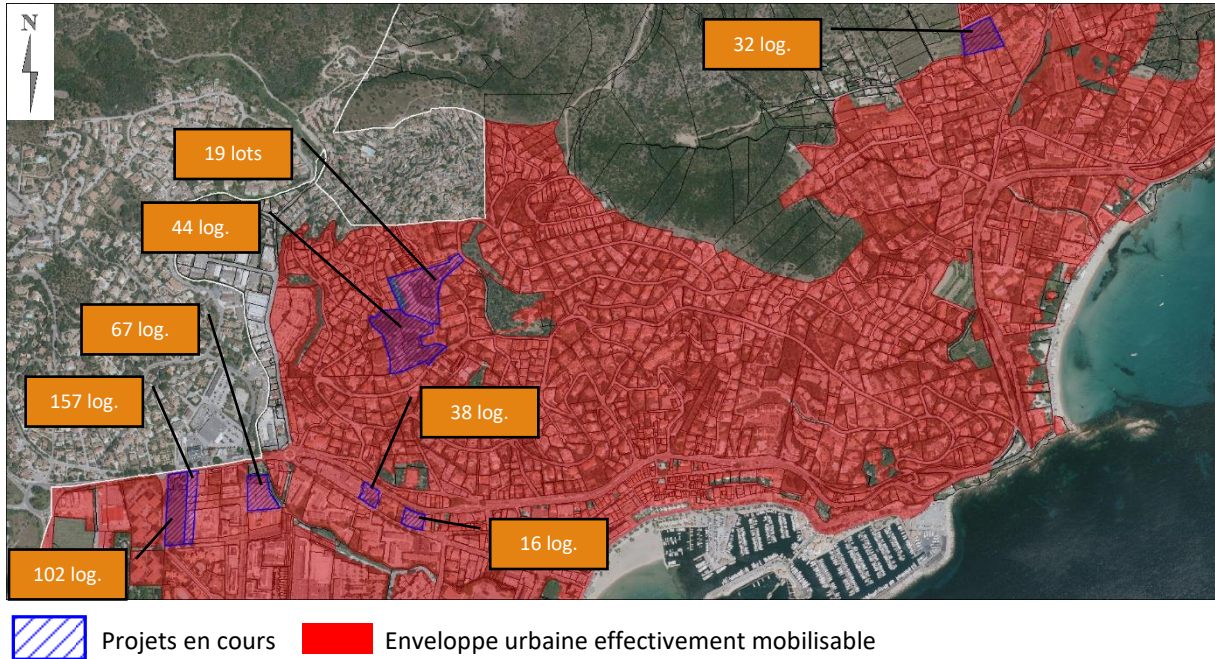 N
32 log.
19 lots
44 log.
67 log.
157 log.
38 log.
16 log.
102 log.
Projets en cours
Enveloppe urbaine effectivement mobilisable